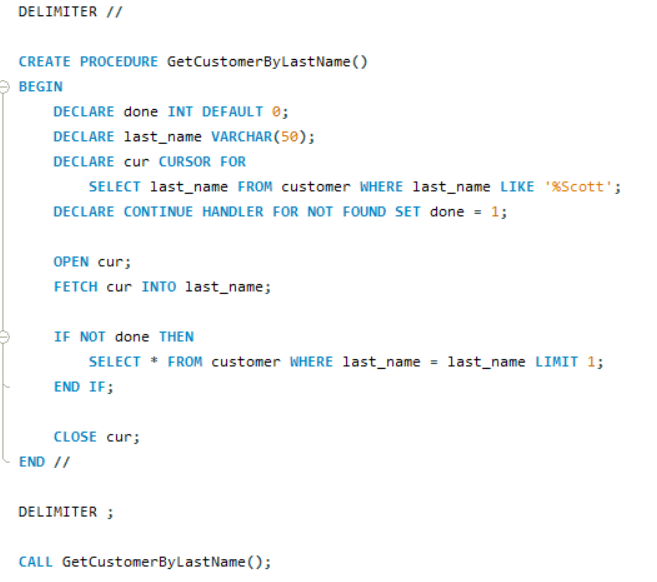 DELIMITER //
CREATE PROCEDURE GetCustomerByLastName()
BEGIN
DECLARE done INT DEFAULT 0;
DECLARE last_name VARCHAR(50);
DECLARE cur CURSOR FOR
SELECT last_name FROM customer WHERE last_name LIKE '%Scott';
DECLARE CONTINUE HANDLER FOR NOT FOUND SET done = 1;
OPEN cur;
FETCH cur INTO last_name;
IF NOT done THEN
SELECT * FROM customer WHERE last_name = last_name LIMIT 1;
END IF;
CLOSE cur;
END //
DELIMITER ;
CALL GetCustomerByLastName();